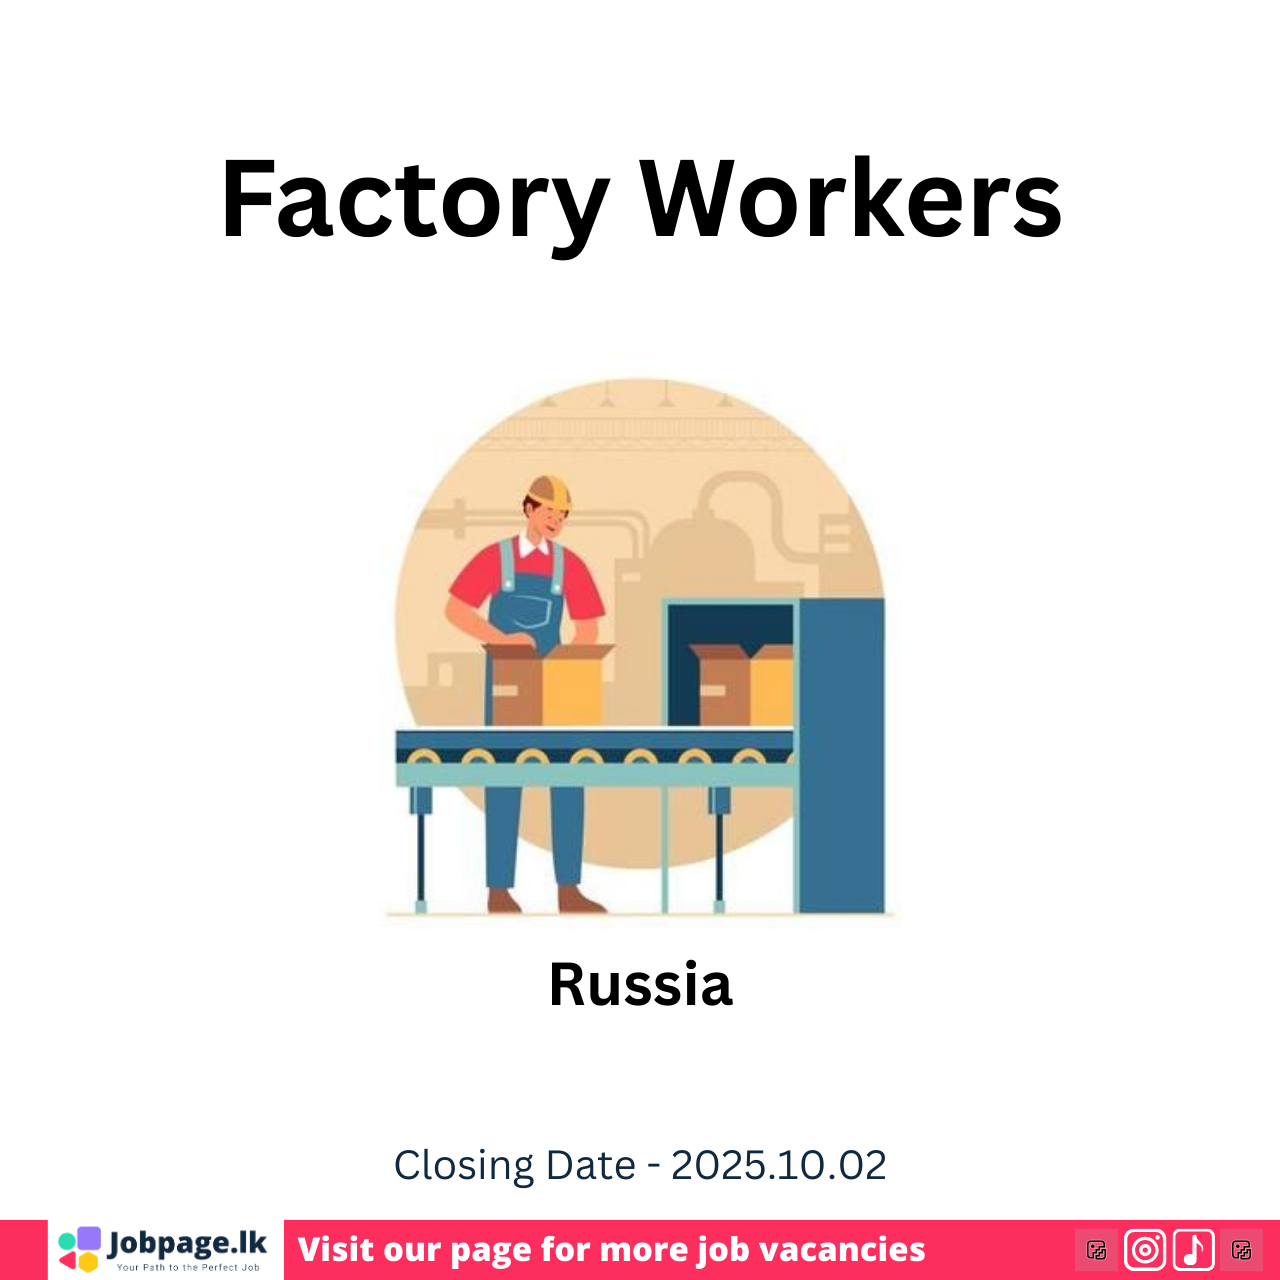 Factory Workers
Russia
Closing Date - 2025.10.02
Jobpage.lk
Your Path to the Perfect Job
Visit our page for more job vacancies